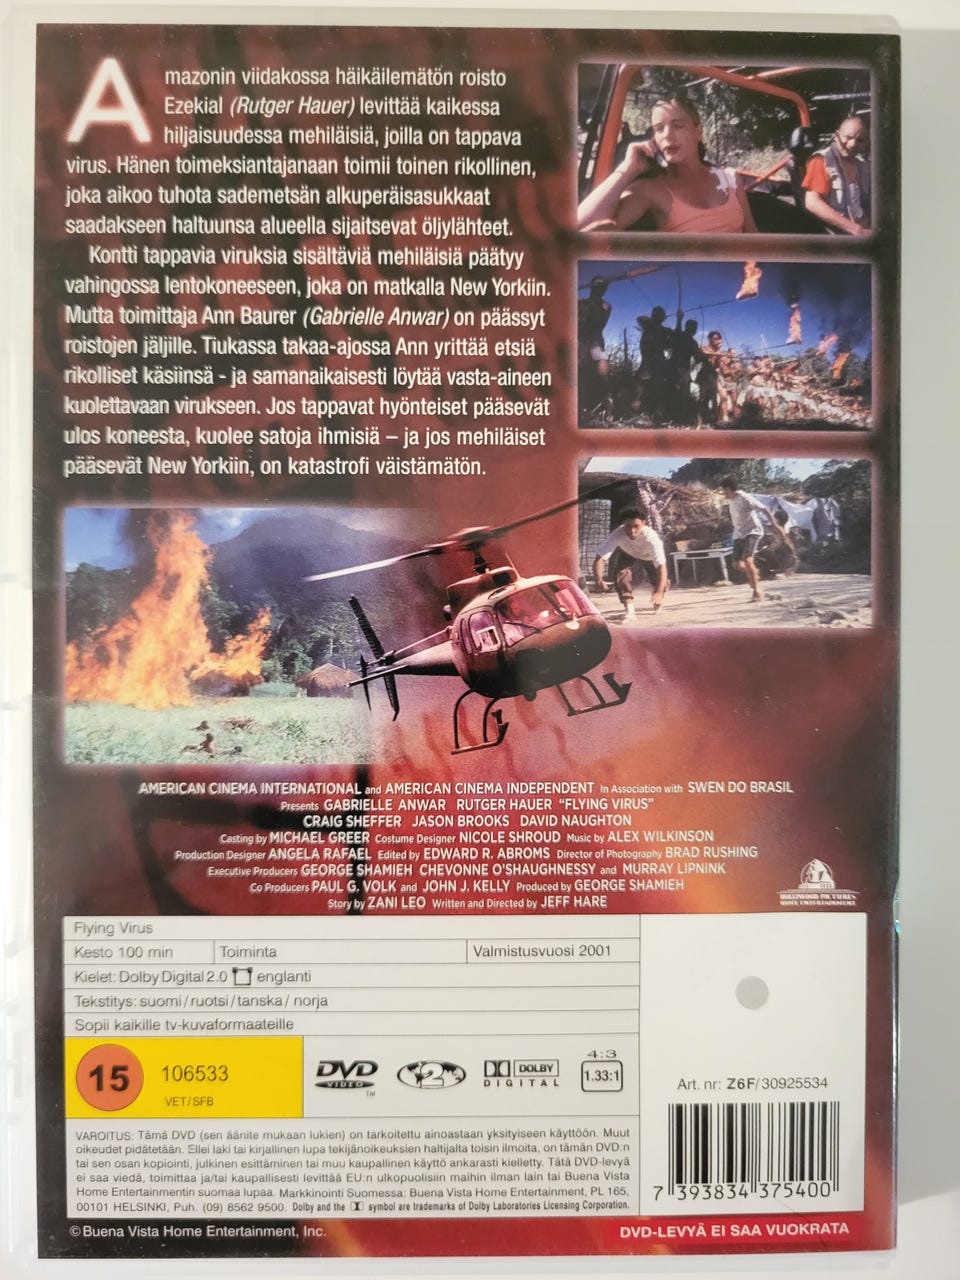 Amazonin viidakossa häikäilemätön roisto
Ezekial (Rutger Hauer) levittää kaikessa
hiljaisuudessa mehiläisiä, joilla on tappava
virus. Hänen toimeksiantajanaan toimii toinen rikollinen,
joka aikoo tuhota sademetsän alkuperäisasukkaat
saadakseen haltuunsa alueella sijaitsevat öljylähteet.
Kontti tappavia viruksia sisältäviä mehiläisiä päätyy
vahingossa lentokoneeseen, joka on matkalla New Yorkiin.
Mutta toimittaja Ann Baurer (Gabrielle Anwar) on päässyt
roistojen jäljille. Tiukassa takaa-ajossa Ann yrittää etsiä
rikolliset käsiinsä - ja samanaikaisesti löytää vasta-aineen
kuolettavaan virukseen. Jos tappavat hyönteiset pääsevät
ulos koneesta, kuolee satoja ihmisiä – ja jos mehiläiset
pääsevät New Yorkiin, on katastrofi väistämätön.
AMERICAN CINEMA INTERNATIONAL and AMERICAN CINEMA INDEPENDENT In Association with SWEN DO BRASIL
Presents GABRIELLE ANWAR RUTGER HAUER "FLYING VIRUS"
CRAIG SHEFFER JASON BROOKS DAVID NAUGHTON
Casting by MICHAEL GREER Costume Designer NICOLE SHROUD Music by ALEX WILKINSON
Production Designer ANGELA RAFAEL Edited by EDWARD R. ABROMS Director of Photography BRAD RUSHING
Executive Producers GEORGE SHAMIEH CHEVONNE O'SHAUGHNESSY and MURRAY LIPNINK
Co Producers PAUL G. VOLK and JOHN J. KELLY Produced by GEORGE SHAMIEH
Story by ZANI LEO Written and Directed by JEFF HARE
HOLLYWOOD PICTURES
HOME ENTERTAINMENT
Flying Virus
Kesto 100 min Toiminta Valmistusvuosi 2001
Kielet: Dolby Digital 2.0 englanti
Tekstitys: suomi/ruotsi/tanska/norja
Sopii kaikille tv-kuvaformaateille
15 106533
VET/SFB
DVD
VIDEO
TM
2
DOLBY
DIGITAL
4:3
1.33:1
Art. nr: Z6F/30925534
7 393834 375400
VAROITUS: Tämä DVD (sen äänite mukaan lukien) on tarkoitettu ainoastaan yksityiseen käyttöön. Muut
oikeudet pidätetään. Ellei laki tai kirjallinen lupa tekijänoikeuksien haltijalta toisin ilmoita, on tämän DVD:n
tai sen osan kopiointi, julkinen esittäminen tai muu kaupallinen käyttö ankarasti kielletty. Tätä DVD-levyä
ei saa viedä, toimittaa ja/tai kaupallisesti levittää EU:n ulkopuolisiin maihin ilman lain tai Buena Vista
Home Entertainmentin suomaa lupaa. Markkinointi Suomessa: Buena Vista Home Entertainment, PL 165,
00101 HELSINKI, Puh. (09) 8562 9500. Dolby and the symbol are trademarks of Dolby Laboratories Licensing Corporation.
© Buena Vista Home Entertainment, Inc.
DVD-LEVYÄ EI SAA VUOKRATA